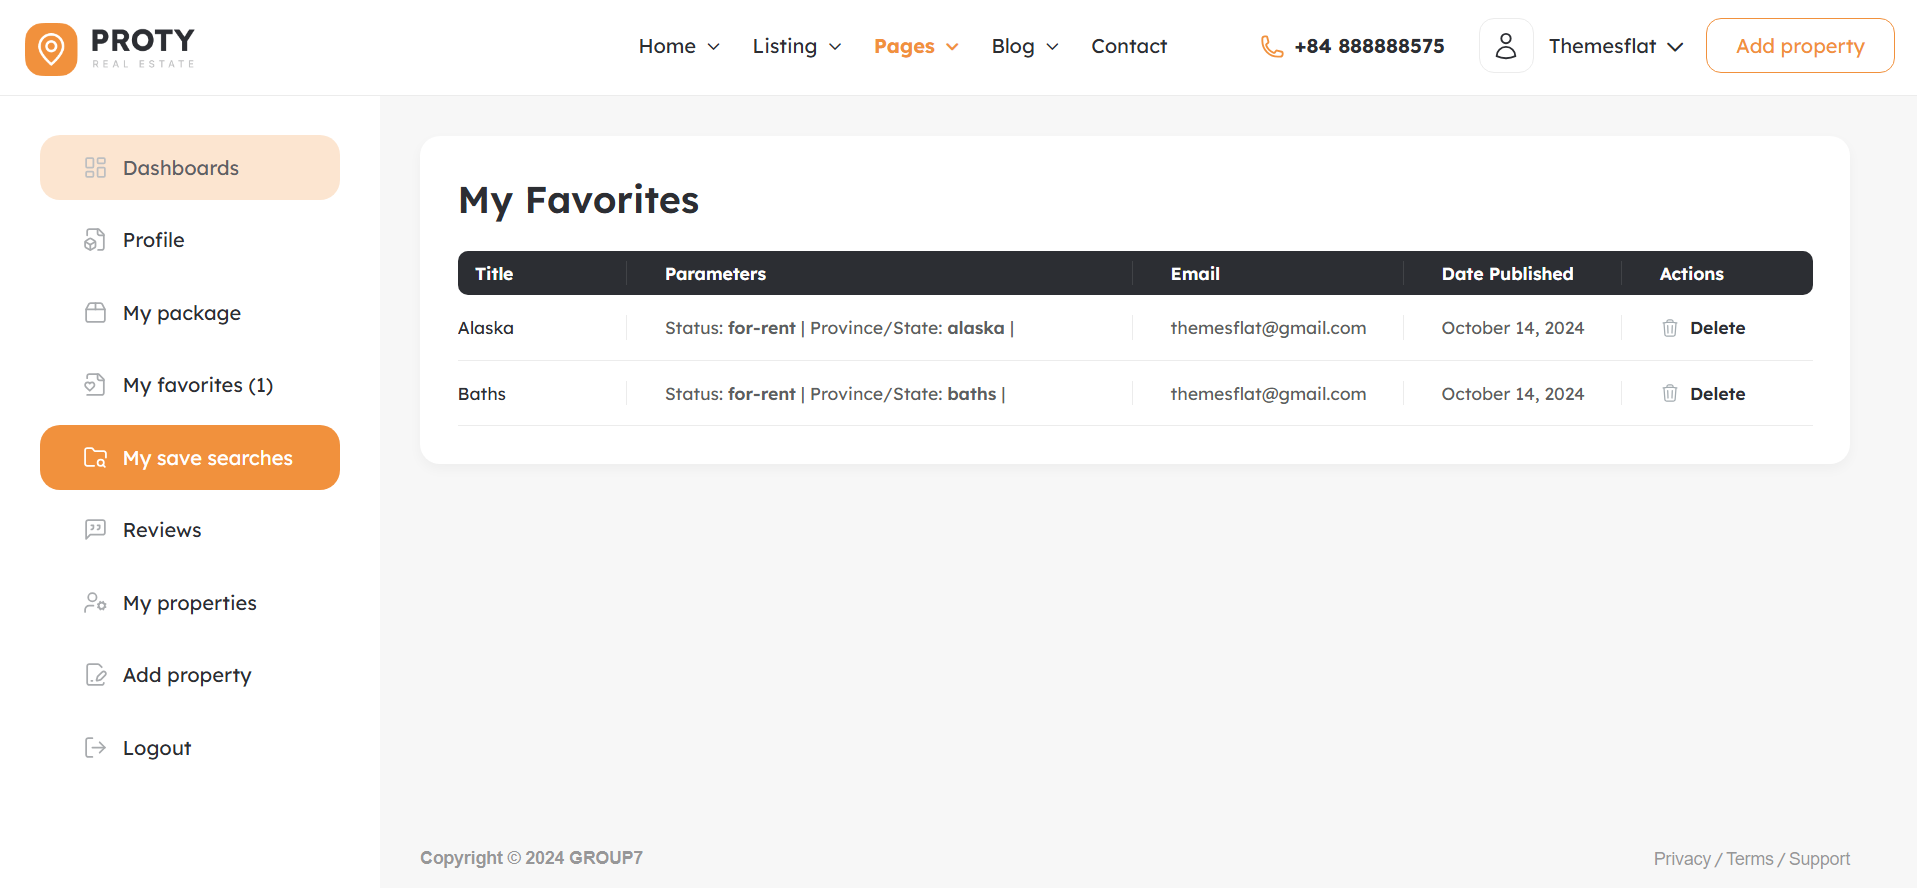 PROTY
REAL ESTATE
Home
Listing
Pages
Blog
Contact
+84 888888575
Themesflat
Add property
Dashboards
Profile
My package
My favorites (1)
My save searches
Reviews
My properties
Add property
Logout
My Favorites
Title Parameters Email Date Published Actions
Alaska Status: for-rent | Province/State: alaska | themesflat@gmail.com October 14, 2024 Delete
Baths Status: for-rent | Province/State: baths | themesflat@gmail.com October 14, 2024 Delete
Copyright © 2024 GROUP7
Privacy / Terms / Support